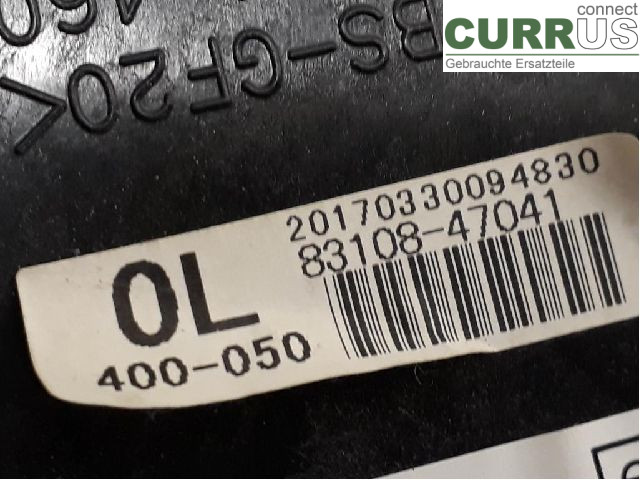 connect
CURRUS
Gebrauchte Ersatzteile
BS-GF20<
20170330094830
83108-47041
0L
400-050